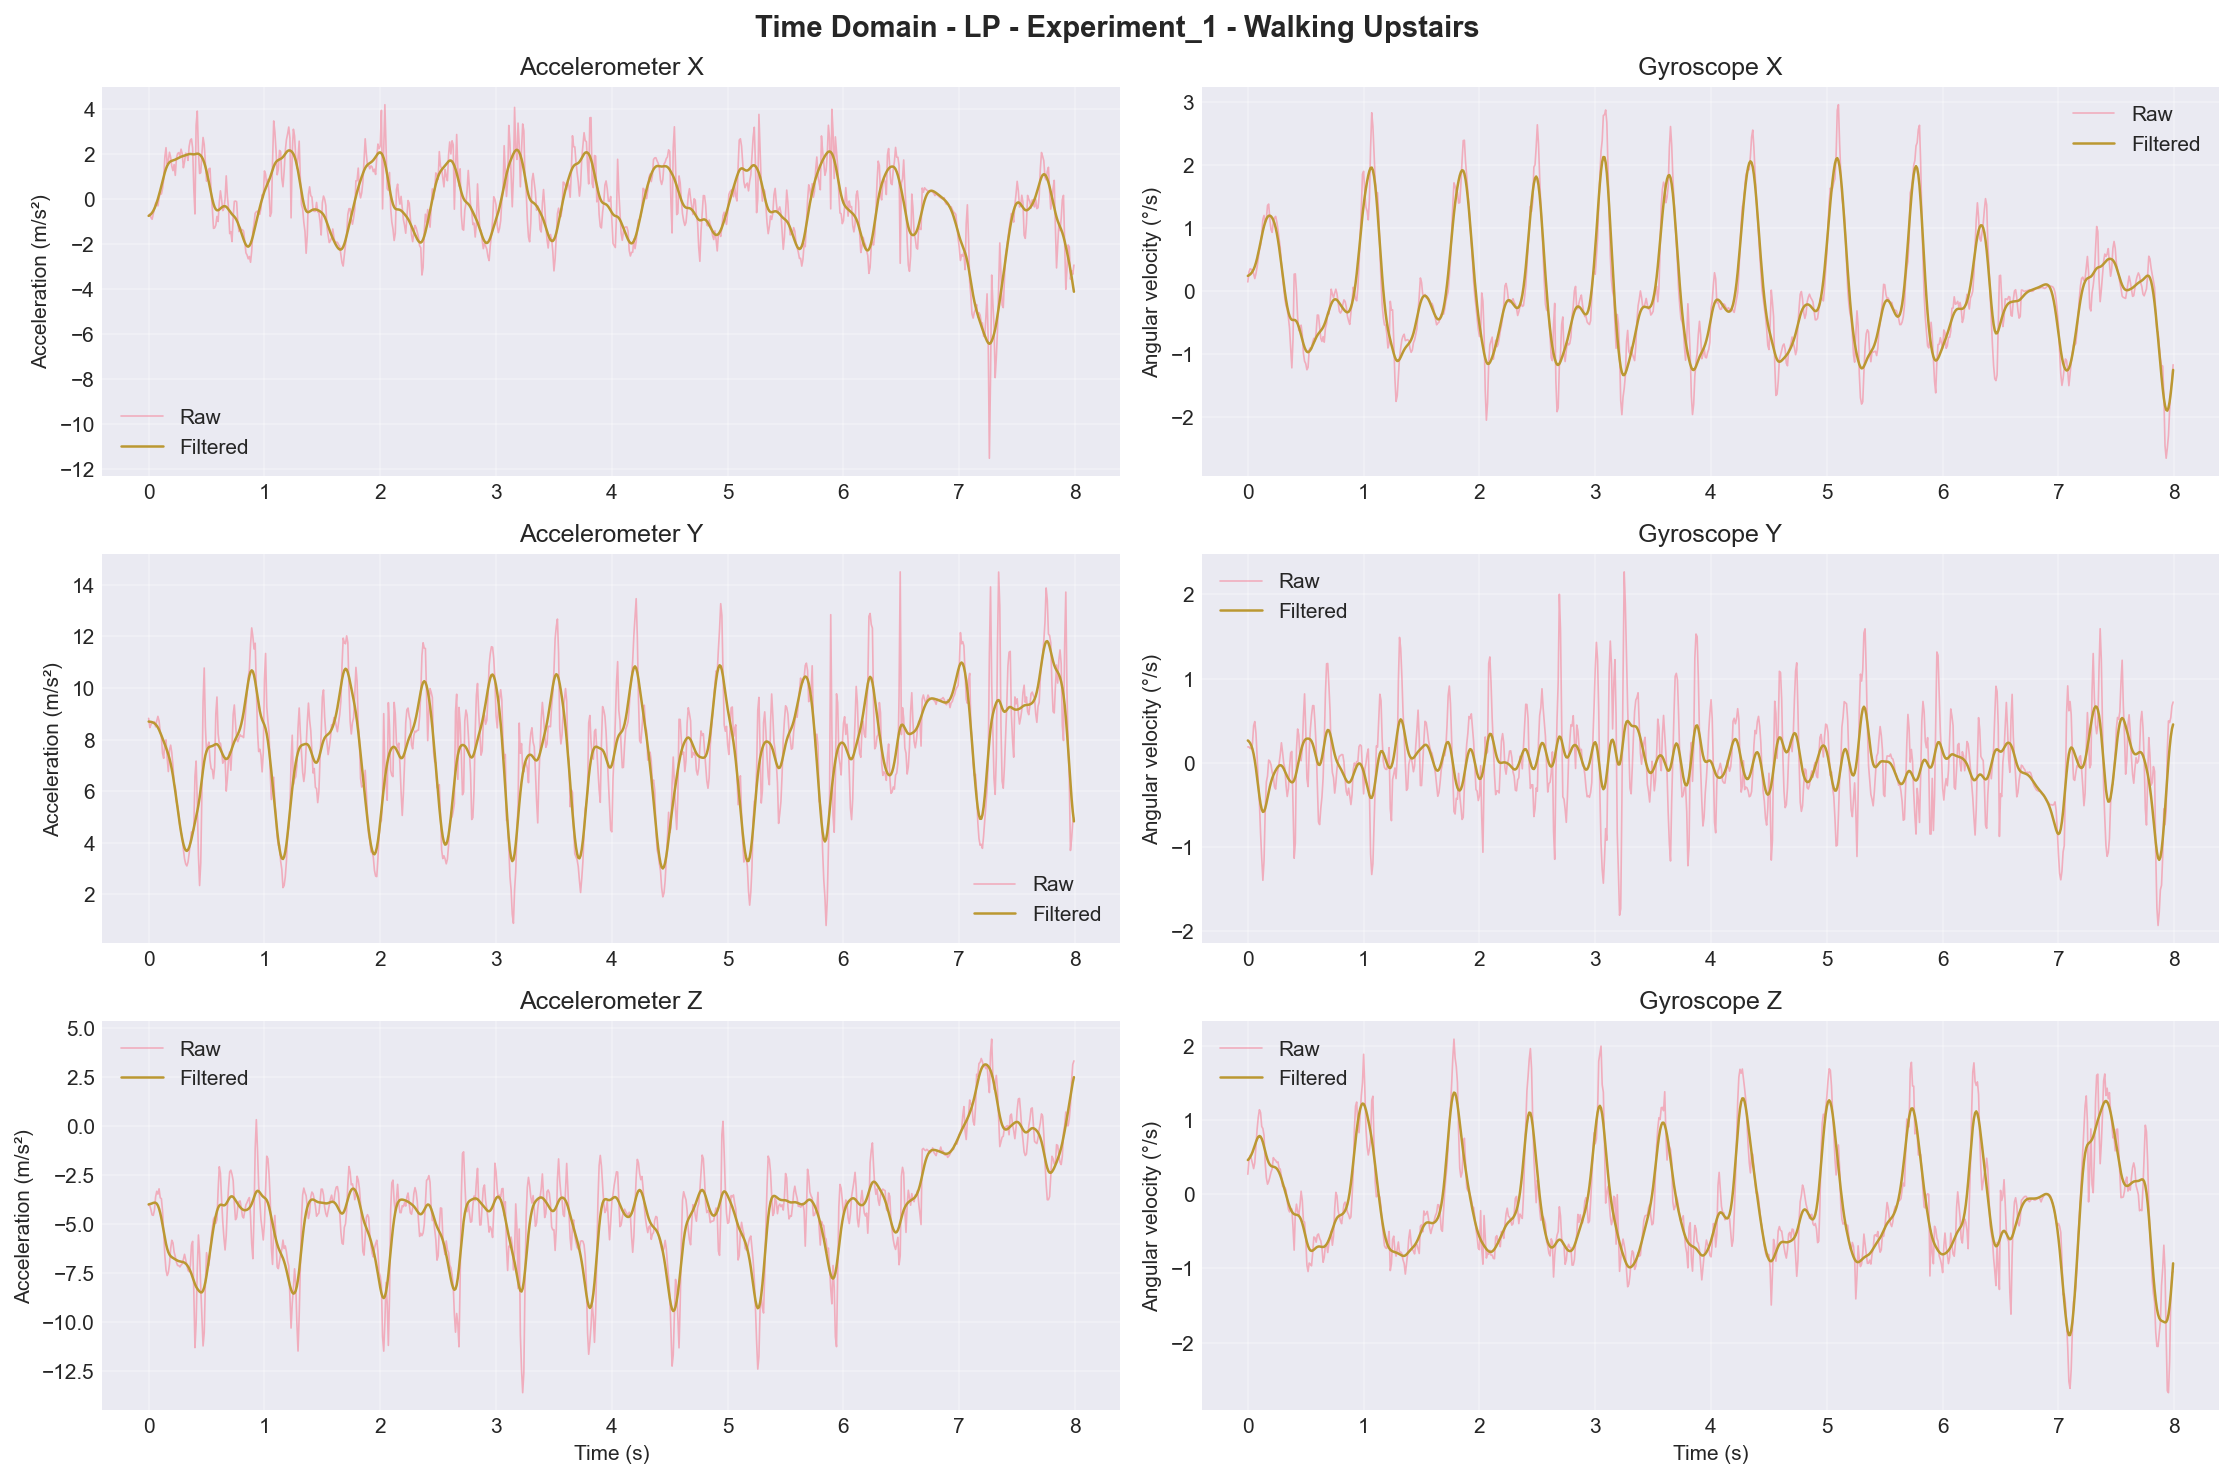 Time Domain - LP - Experiment_1 - Walking Upstairs
Accelerometer X
Acceleration (m/s²)
4
2
0
−2
−4
−6
−8
−10
−12
Raw
Filtered
0 1 2 3 4 5 6 7 8
Gyroscope X
Angular velocity (°/s)
3
2
1
0
−1
−2
Raw
Filtered
0 1 2 3 4 5 6 7 8
Accelerometer Y
Acceleration (m/s²)
14
12
10
8
6
4
2
Raw
Filtered
0 1 2 3 4 5 6 7 8
Gyroscope Y
Angular velocity (°/s)
2
1
0
−1
−2
Raw
Filtered
0 1 2 3 4 5 6 7 8
Accelerometer Z
Acceleration (m/s²)
5.0
2.5
0.0
−2.5
−5.0
−7.5
−10.0
−12.5
Raw
Filtered
0 1 2 3 4 5 6 7 8
Time (s)
Gyroscope Z
Angular velocity (°/s)
2
1
0
−1
−2
Raw
Filtered
0 1 2 3 4 5 6 7 8
Time (s)